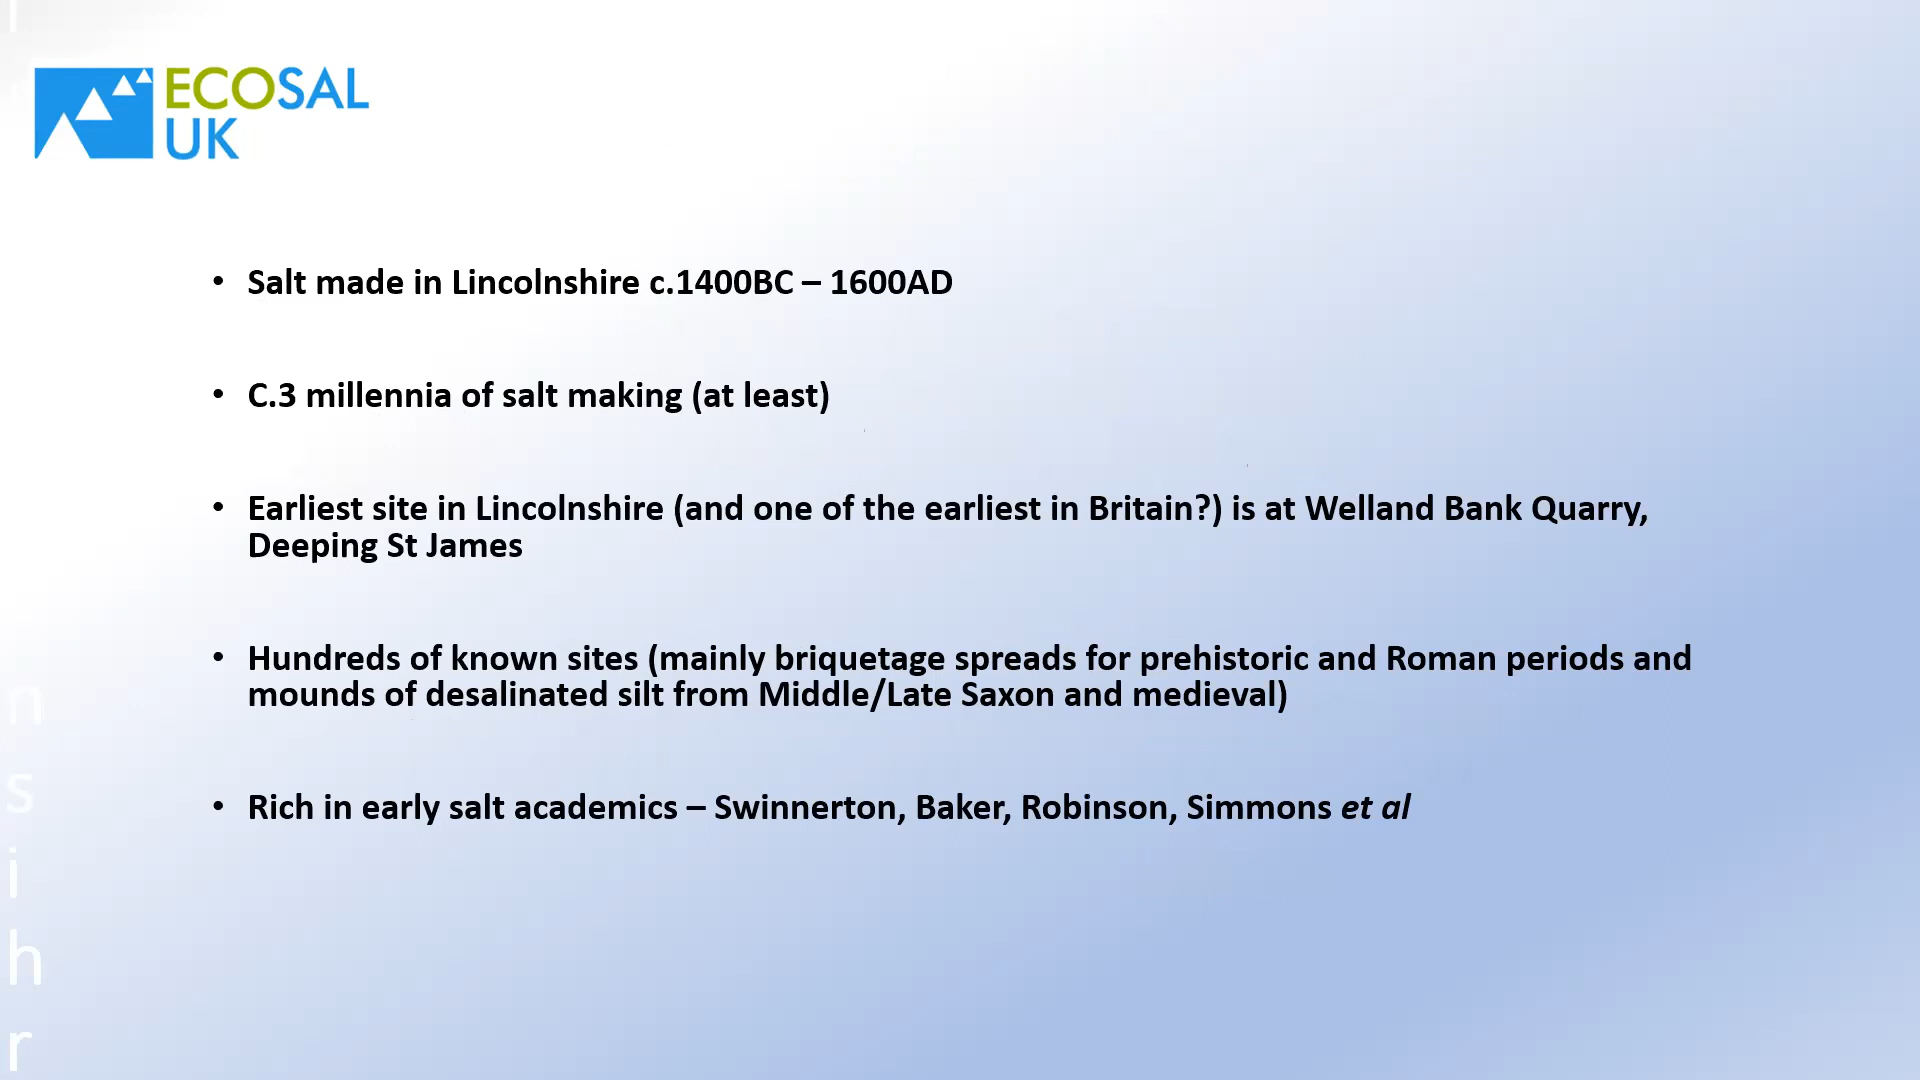 ECOSAL
UK
• Salt made in Lincolnshire c.1400BC – 1600AD
• C.3 millennia of salt making (at least)
• Earliest site in Lincolnshire (and one of the earliest in Britain?) is at Welland Bank Quarry,
Deeping St James
• Hundreds of known sites (mainly briquetage spreads for prehistoric and Roman periods and
mounds of desalinated silt from Middle/Late Saxon and medieval)
• Rich in early salt academics – Swinnerton, Baker, Robinson, Simmons et al
n
s
i
h
r